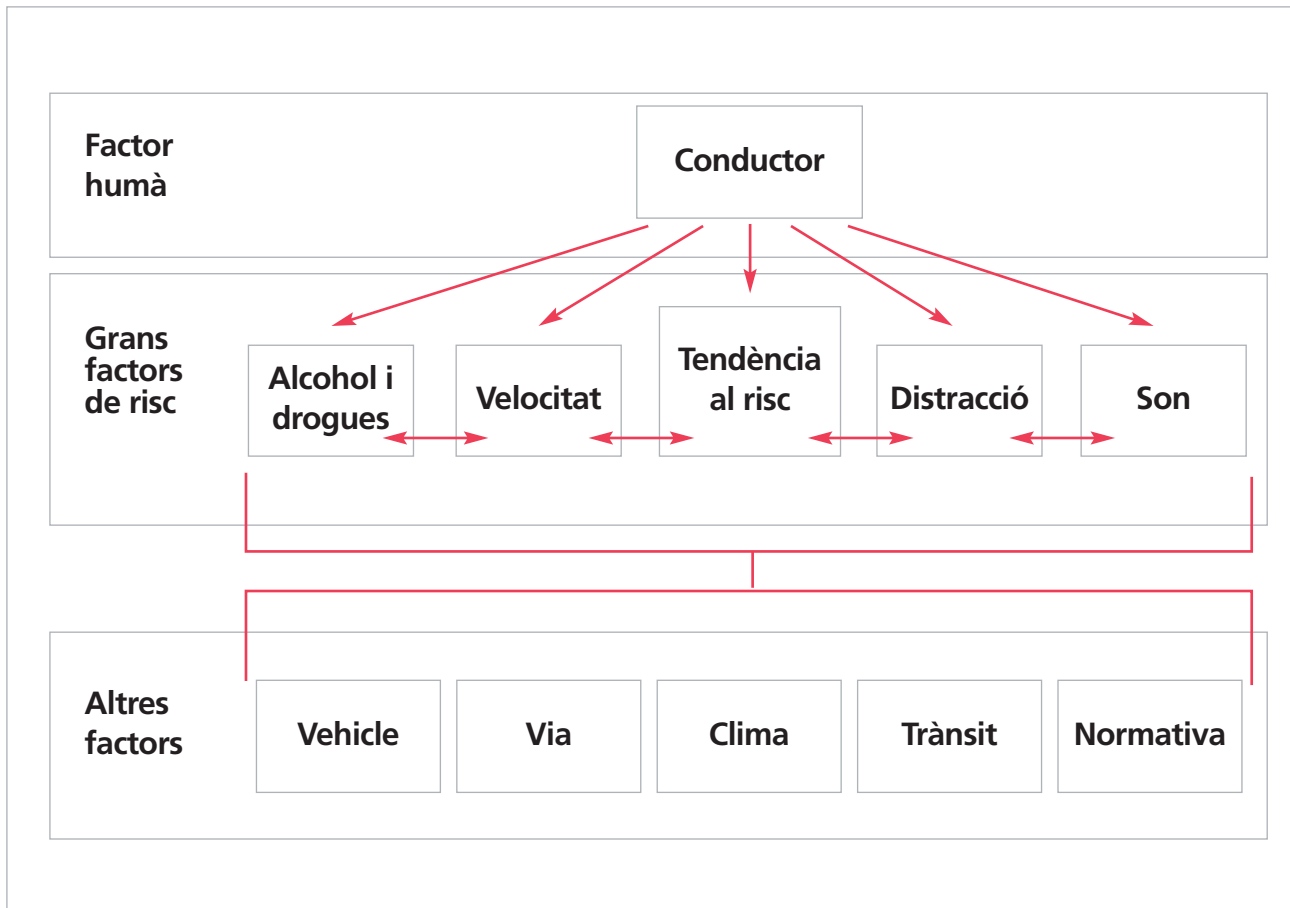 Factor
humà
Conductor
Grans
factors
de risc
Alcohol i
drogues
Velocitat
Tendència
al risc
Distracció
Son
Altres
factors
Vehicle
Via
Clima
Trànsit
Normativa